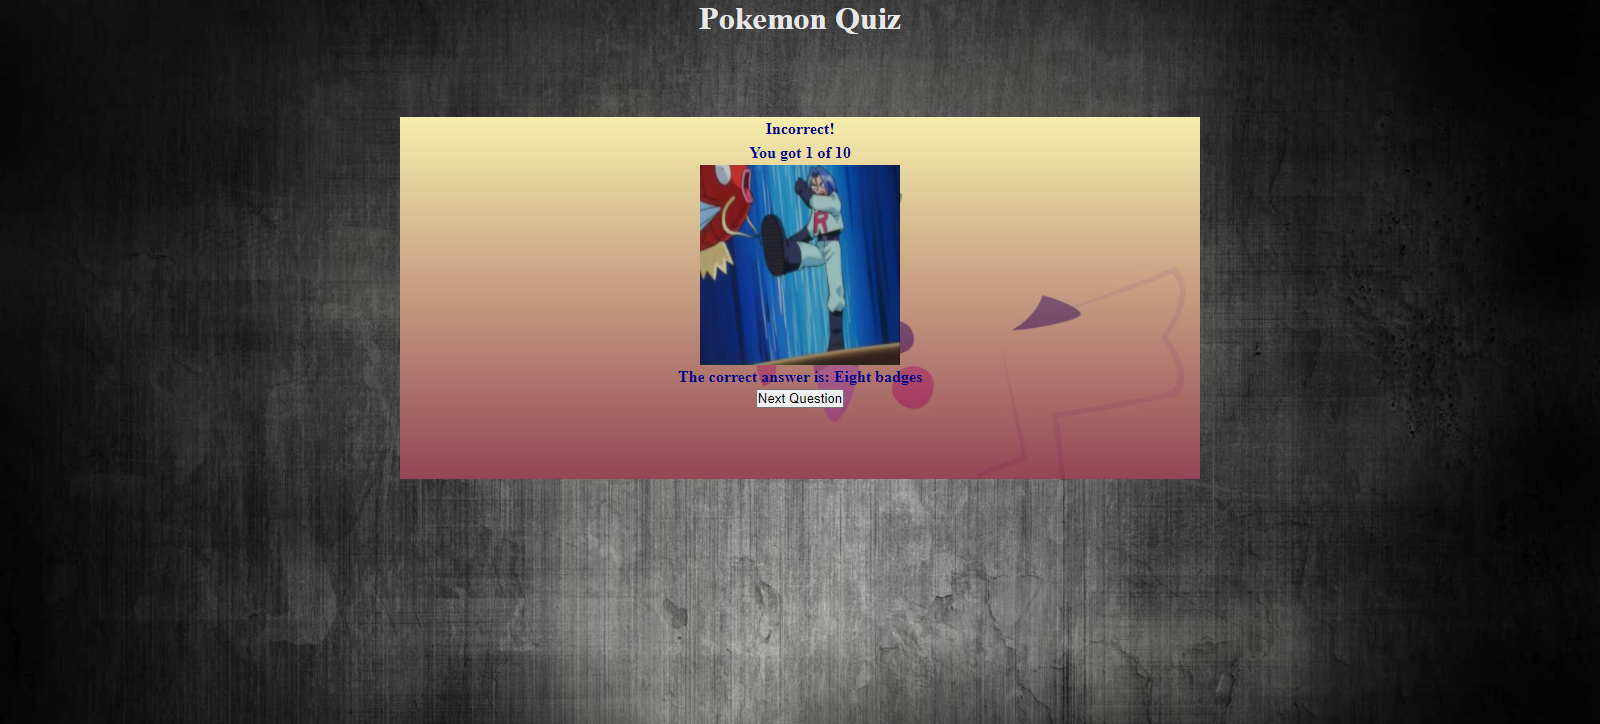 Pokemon Quiz
Incorrect!
You got 1 of 10
R
The correct answer is: Eight badges
Next Question